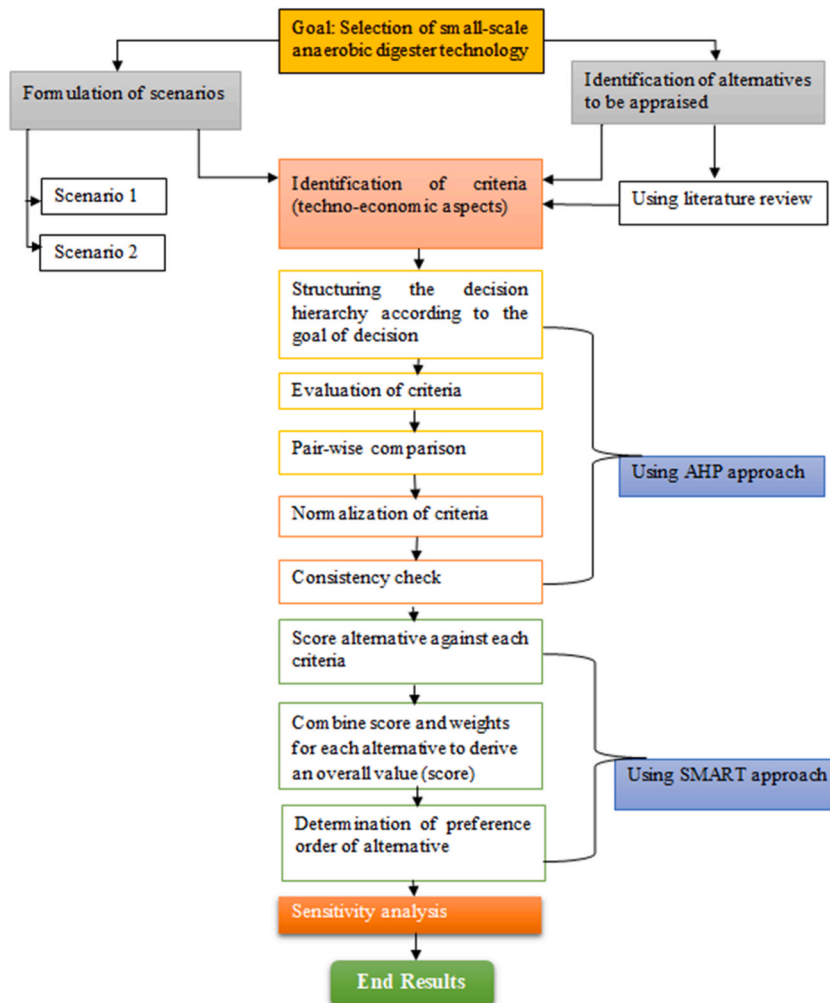 Goal: Selection of small-scale
anaerobic digester technology
Formulation of scenarios
Identification of alternatives
to be appraised
Scenario 1
Scenario 2
Identification of criteria
(techno-economic aspects)
Using literature review
Structuring the decision
hierarchy according to the
goal of decision
Evaluation of criteria
Pair-wise comparison
Using AHP approach
Normalization of criteria
Consistency check
Score alternative against each
criteria
Combine score and weights
for each alternative to derive
an overall value (score)
Using SMART approach
Determination of preference
order of alternative
Sensitivity analysis
End Results